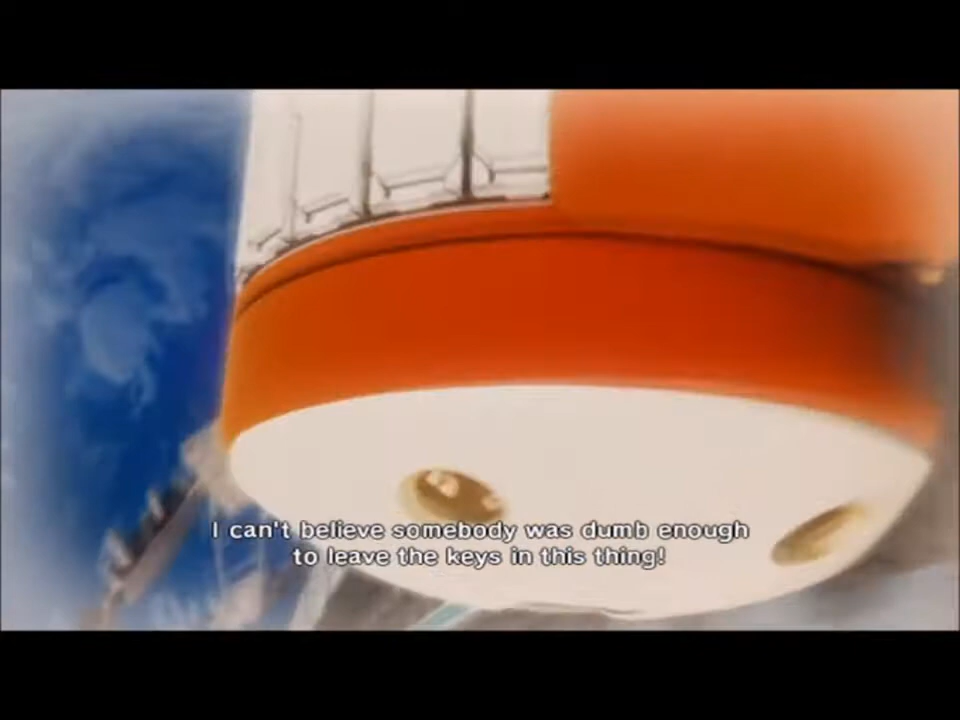 I can't believe somebody was dumb enough
to leave the keys in this thing!